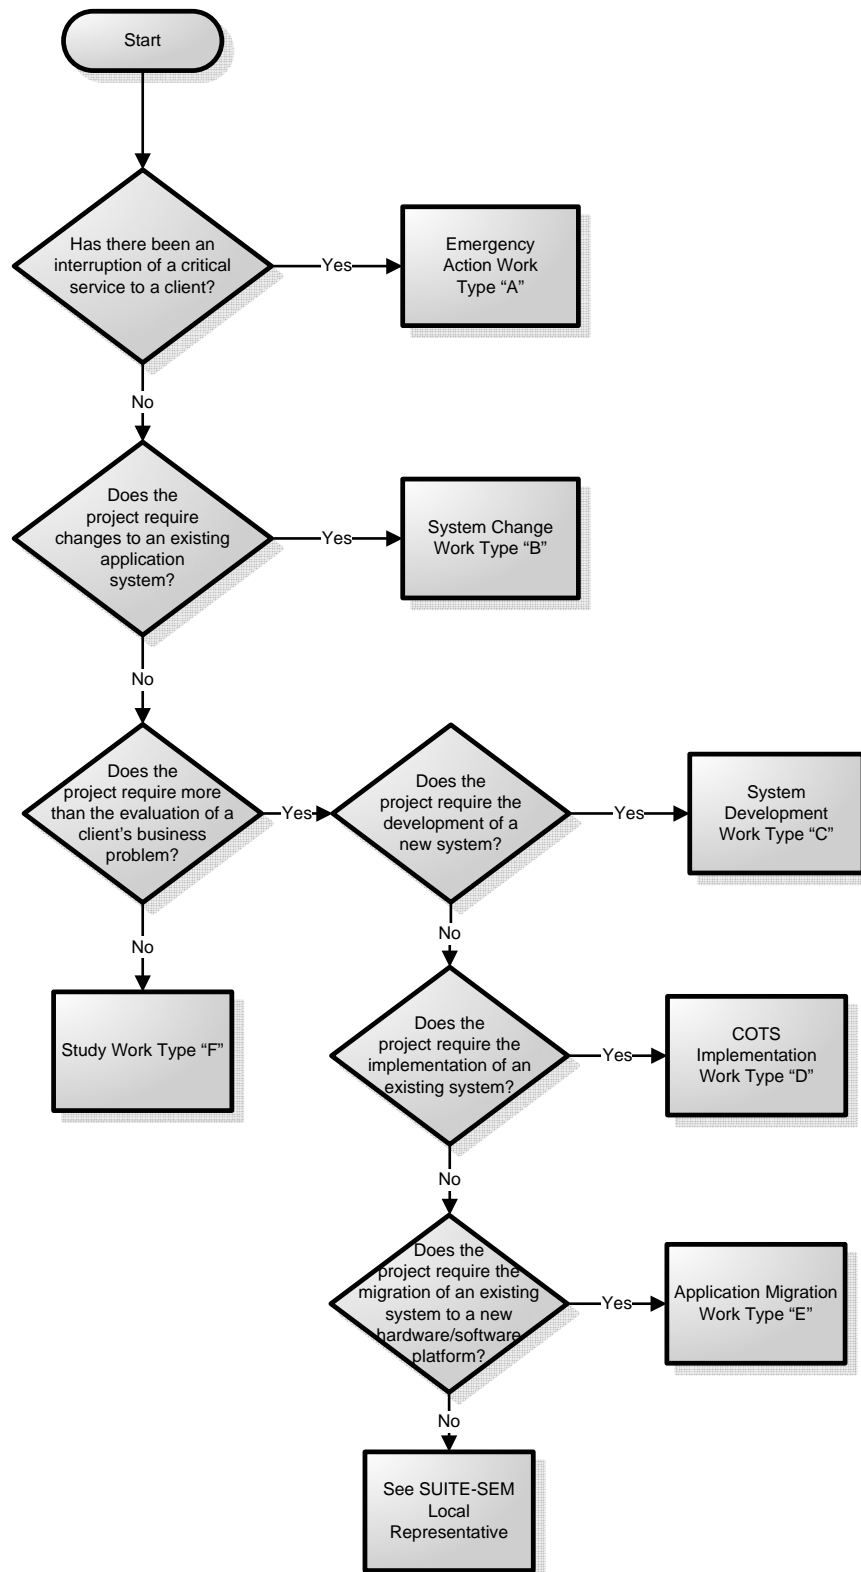 Start
Has there been an
interruption of a critical
service to a client?
Yes
Emergency
Action Work
Type “A”
No
Does the
project require
changes to an existing
application
system?
Yes
System Change
Work Type “B”
No
Does the
project require more
than the evaluation of a
client’s business
problem?
Yes
Does the
project require the
development of a
new system?
Yes
System
Development
Work Type “C”
No
Study Work Type “F”
No
Does the
project require the
implementation of an
existing system?
Yes
COTS
Implementation
Work Type “D”
No
Does the
project require the
migration of an existing
system to a new
hardware/software
platform?
Yes
Application Migration
Work Type “E”
No
See SUITE-SEM
Local
Representative